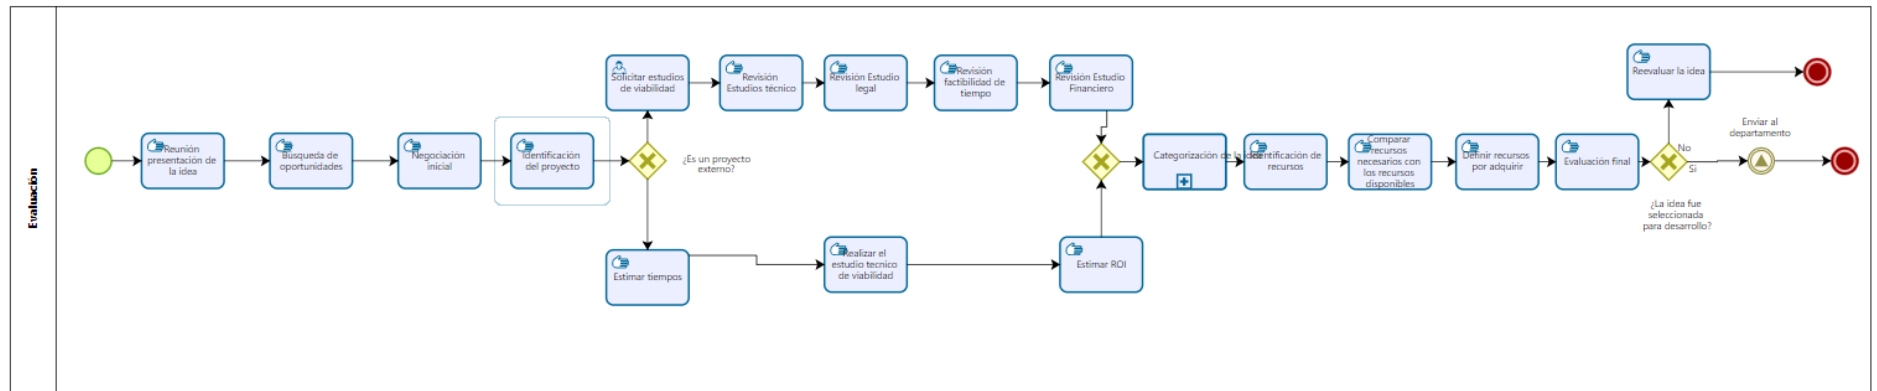 Evaluación
Reunión
presentación de
la idea
Búsqueda de
oportunidades
Negociación
inicial
Identificación
del proyecto
¿Es un proyecto
externo?
Solicitar estudios
de viabilidad
Revisión
Estudios técnico
Revisión Estudio
legal
Revisión
factibilidad de
tiempo
Revisión Estudio
Financiero
Estimar tiempos
Realizar el
estudio tecnico
de viabilidad
Estimar ROI
Categorización de la idea
Identificación de
recursos
Comparar
recursos
necesarios con
los recursos
disponibles
Definir recursos
por adquirir
Evaluación final
No
Si
¿La idea fue
seleccionada
para desarrollo?
Reevaluar la idea
Enviar al
departamento